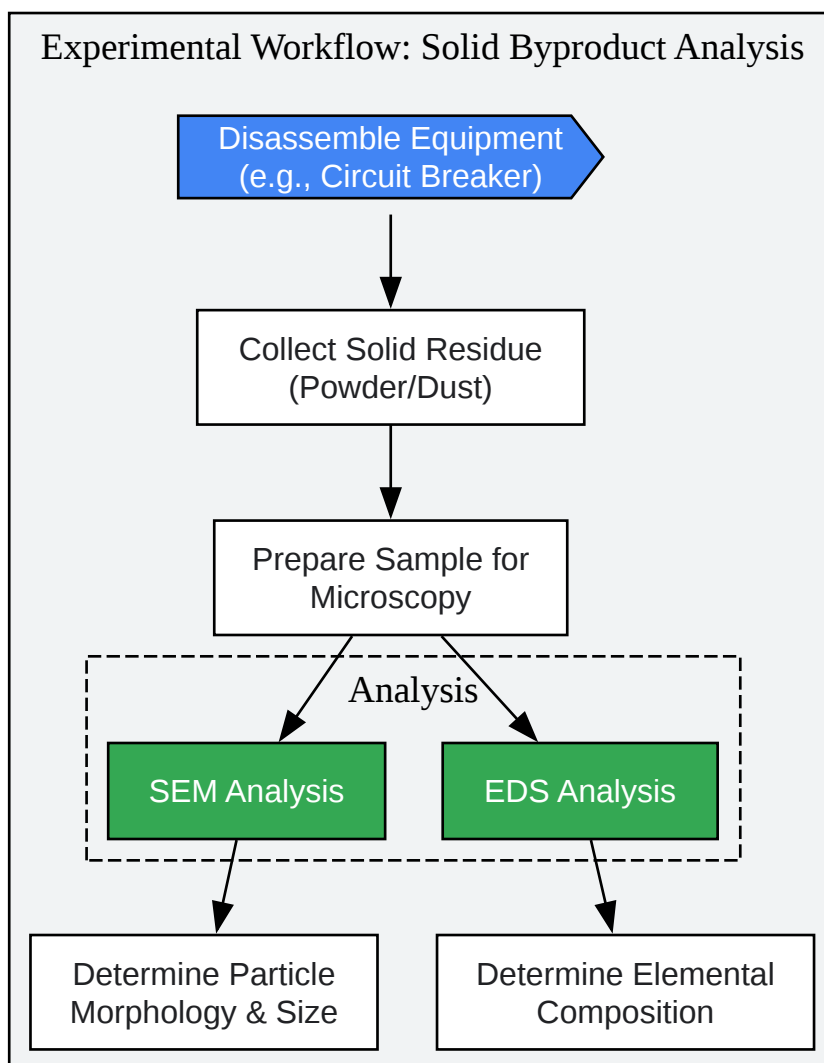 Experimental Workflow: Solid Byproduct Analysis
Disassemble Equipment
(e.g., Circuit Breaker)
Collect Solid Residue
(Powder/Dust)
Prepare Sample for
Microscopy
Analysis
SEM Analysis
EDS Analysis
Determine Particle
Morphology & Size
Determine Elemental
Composition